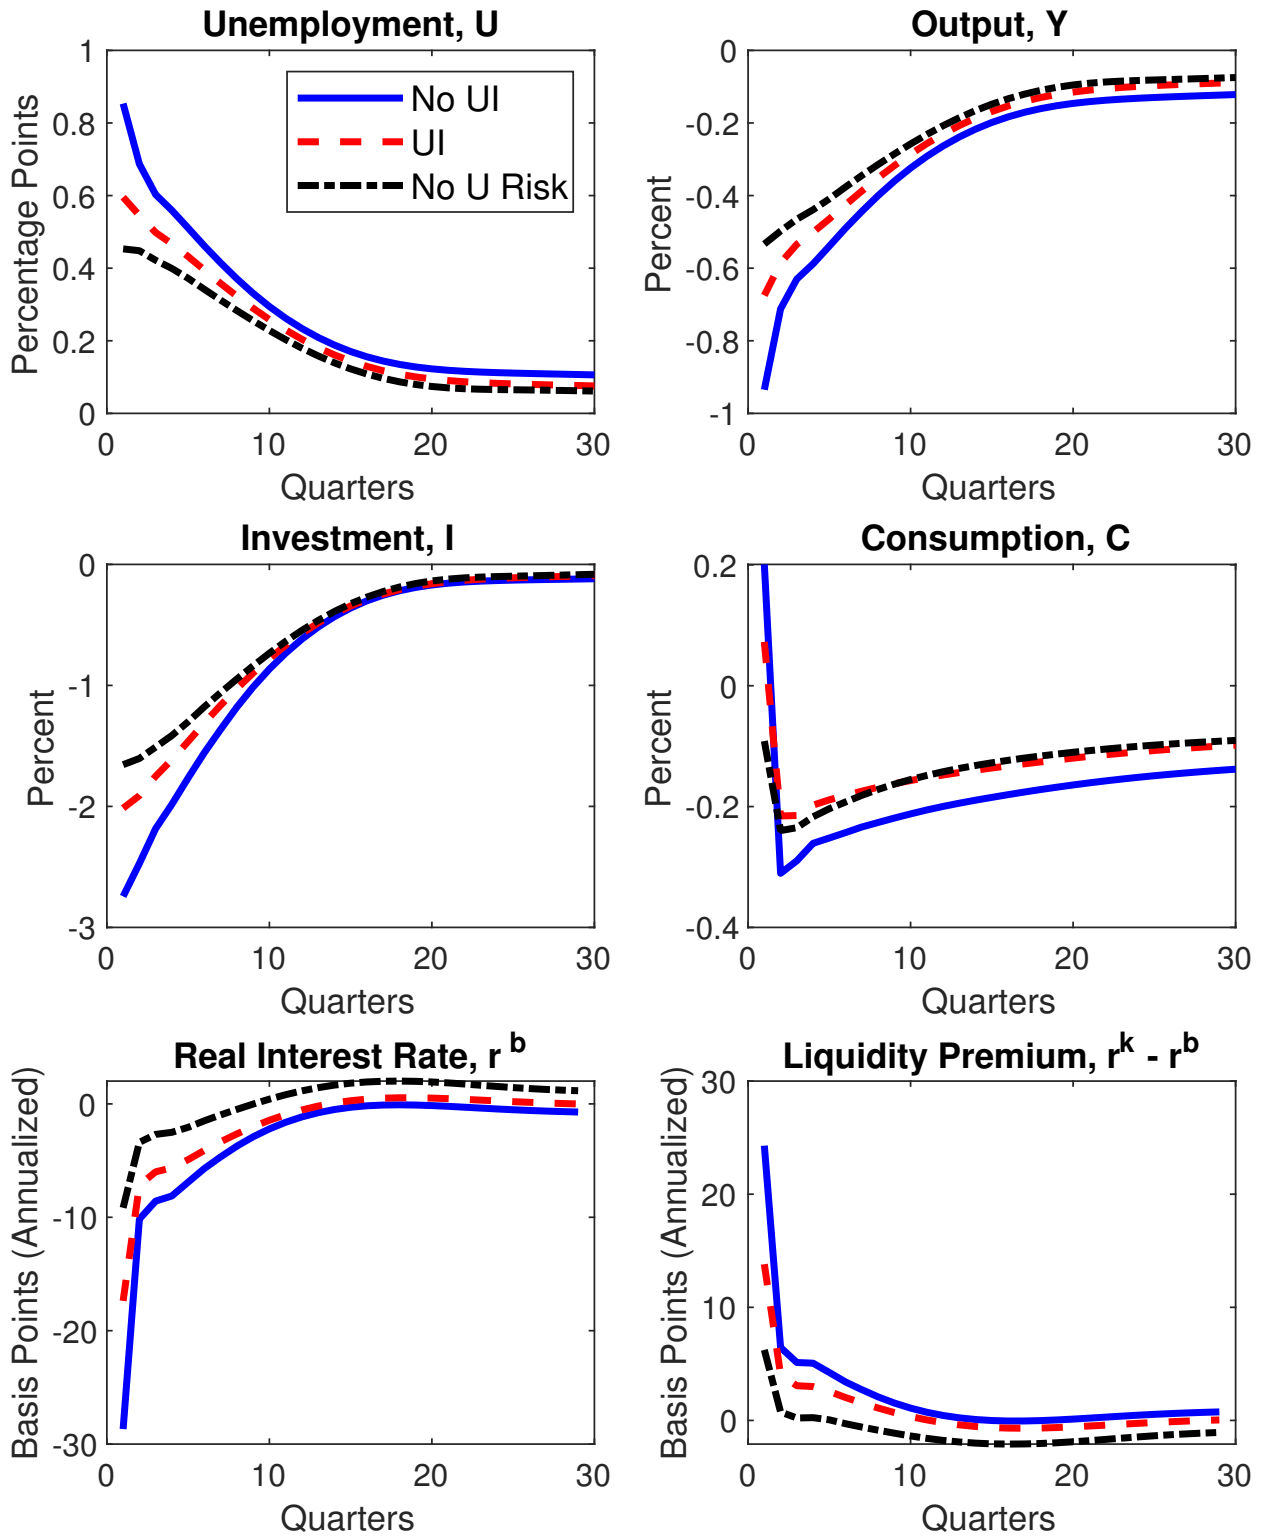 Unemployment, U
Percentage Points
1
0.8
0.6
0.4
0.2
0
No UI
UI
No U Risk
0
10
20
30
Quarters
Output, Y
Percent
0
-0.2
-0.4
-0.6
-0.8
-1
0
10
20
30
Quarters
Investment, I
Percent
0
-1
-2
-3
0
10
20
30
Quarters
Consumption, C
Percent
0.2
0
-0.2
-0.4
0
10
20
30
Quarters
Real Interest Rate, r^b
Basis Points (Annualized)
0
-10
-20
-30
0
10
20
30
Quarters
Liquidity Premium, r^k - r^b
Basis Points (Annualized)
30
20
10
0
0
10
20
30
Quarters